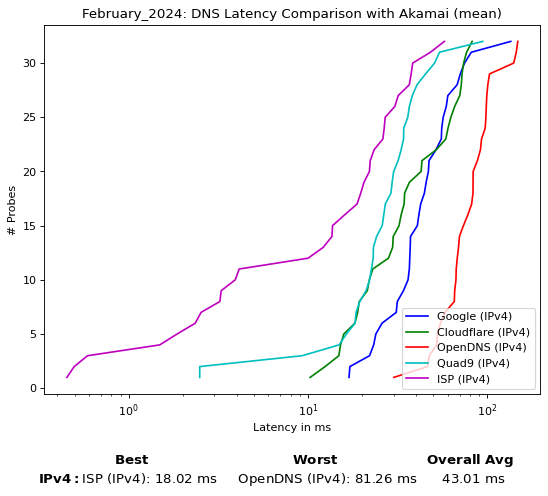 February_2024: DNS Latency Comparison with Akamai (mean)
# Probes
30
25
20
15
10
5
0
Google (IPv4)
Cloudflare (IPv4)
OpenDNS (IPv4)
Quad9 (IPv4)
ISP (IPv4)
10⁰ 10¹ 10²
Latency in ms
Best Worst Overall Avg
IPv4: ISP (IPv4): 18.02 ms OpenDNS (IPv4): 81.26 ms 43.01 ms